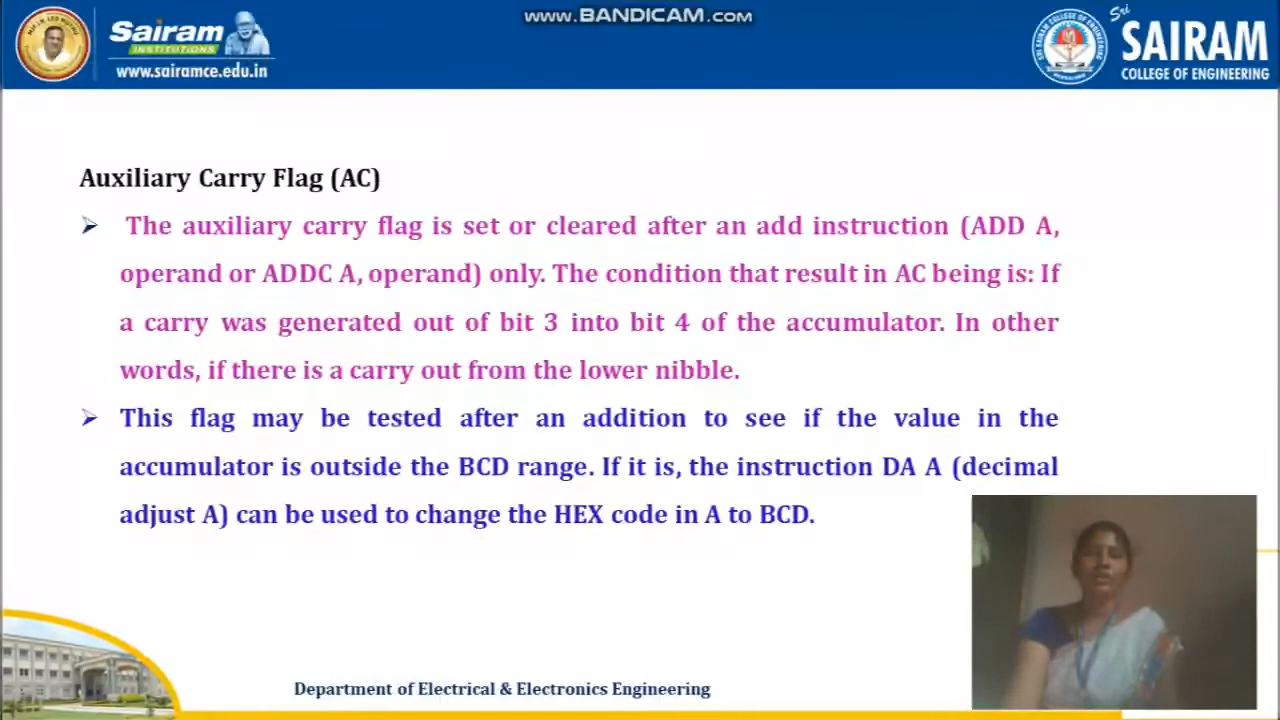 www.BANDICAM.com
Sairam
INSTITUTIONS
www.sairamce.edu.in
Sri
SAIRAM
COLLEGE OF ENGINEERING
Auxiliary Carry Flag (AC)
The auxiliary carry flag is set or cleared after an add instruction (ADD A,
operand or ADDC A, operand) only. The condition that result in AC being is: If
a carry was generated out of bit 3 into bit 4 of the accumulator. In other
words, if there is a carry out from the lower nibble.
This flag may be tested after an addition to see if the value in the
accumulator is outside the BCD range. If it is, the instruction DA A (decimal
adjust A) can be used to change the HEX code in A to BCD.
Department of Electrical & Electronics Engineering